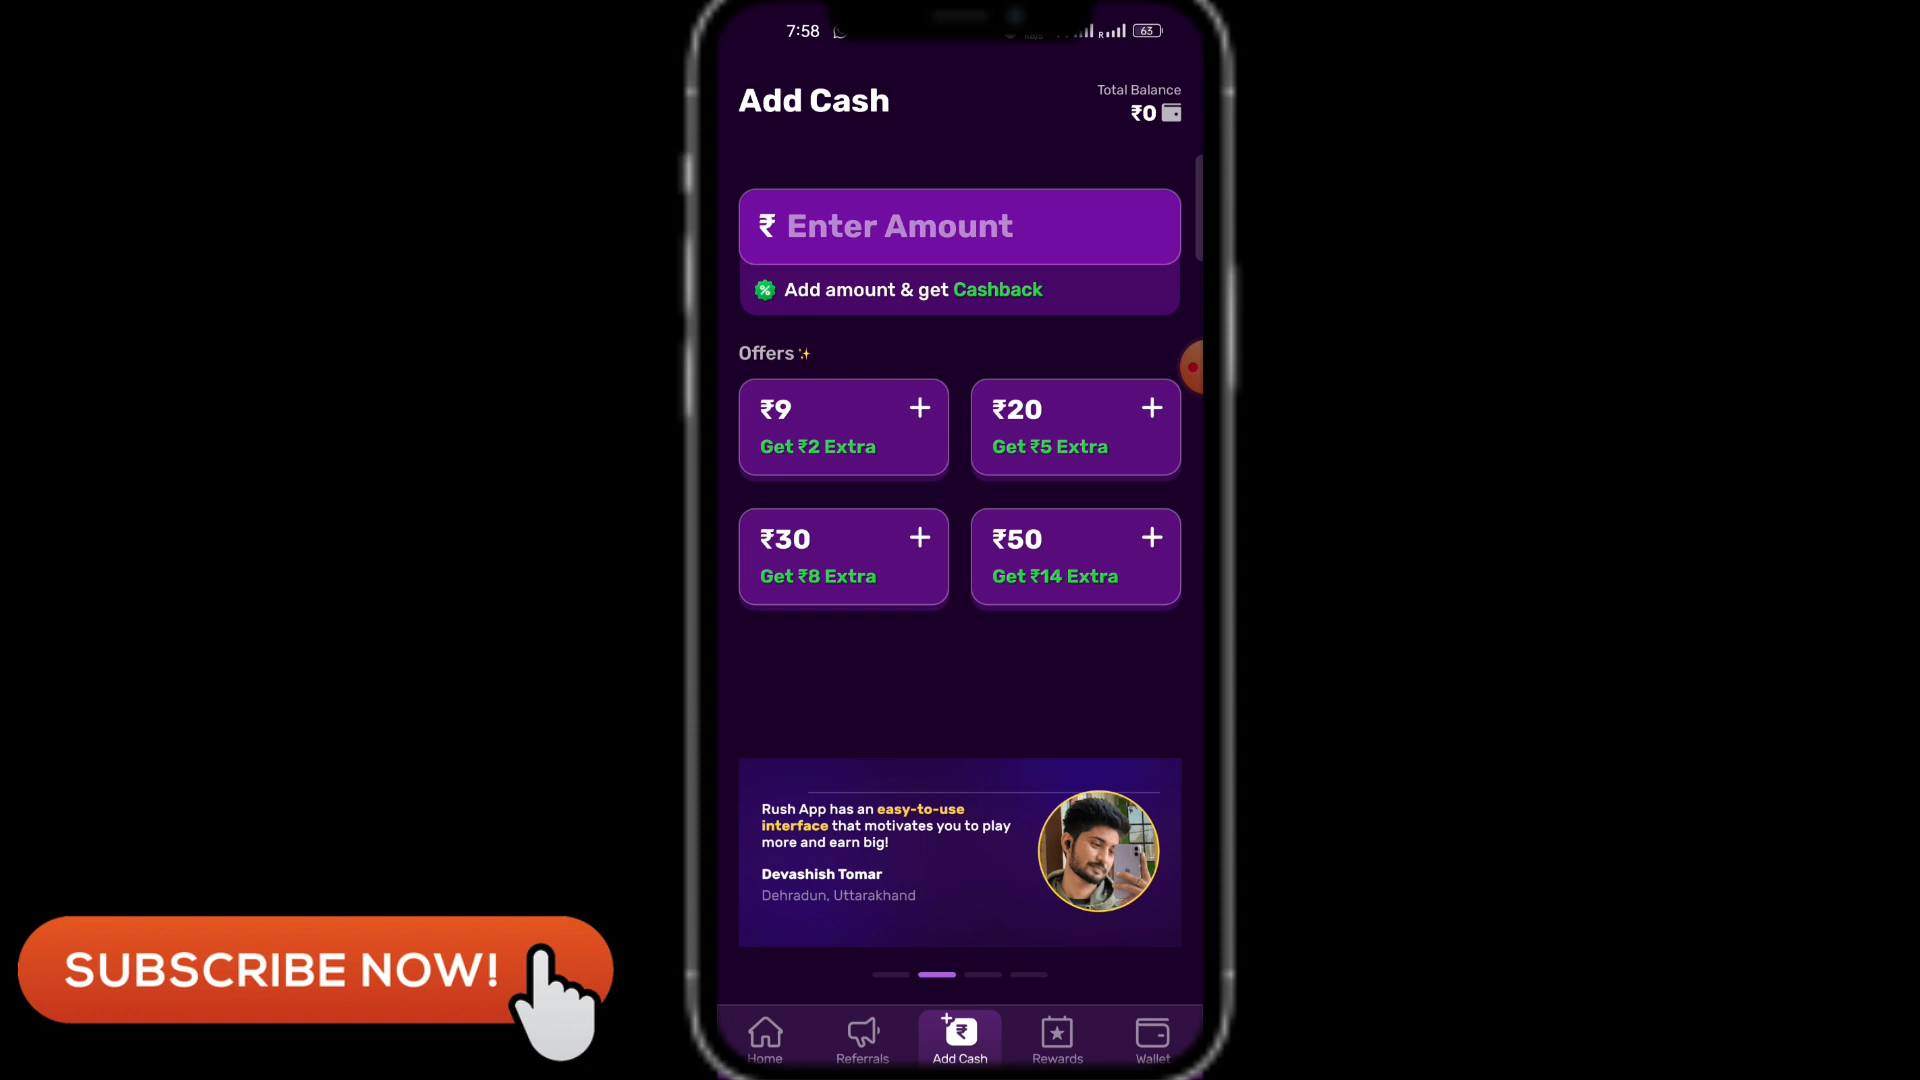 7:58
R
63
Add Cash
Total Balance
₹0
₹ Enter Amount
% Add amount & get Cashback
Offers
₹9 +
Get ₹2 Extra
₹20 +
Get ₹5 Extra
₹30 +
Get ₹8 Extra
₹50 +
Get ₹14 Extra
Rush App has an easy-to-use
interface that motivates you to play
more and earn big!
Devashish Tomar
Dehradun, Uttarakhand
SUBSCRIBE NOW!
Home
Referrals
Add Cash
Rewards
Wallet